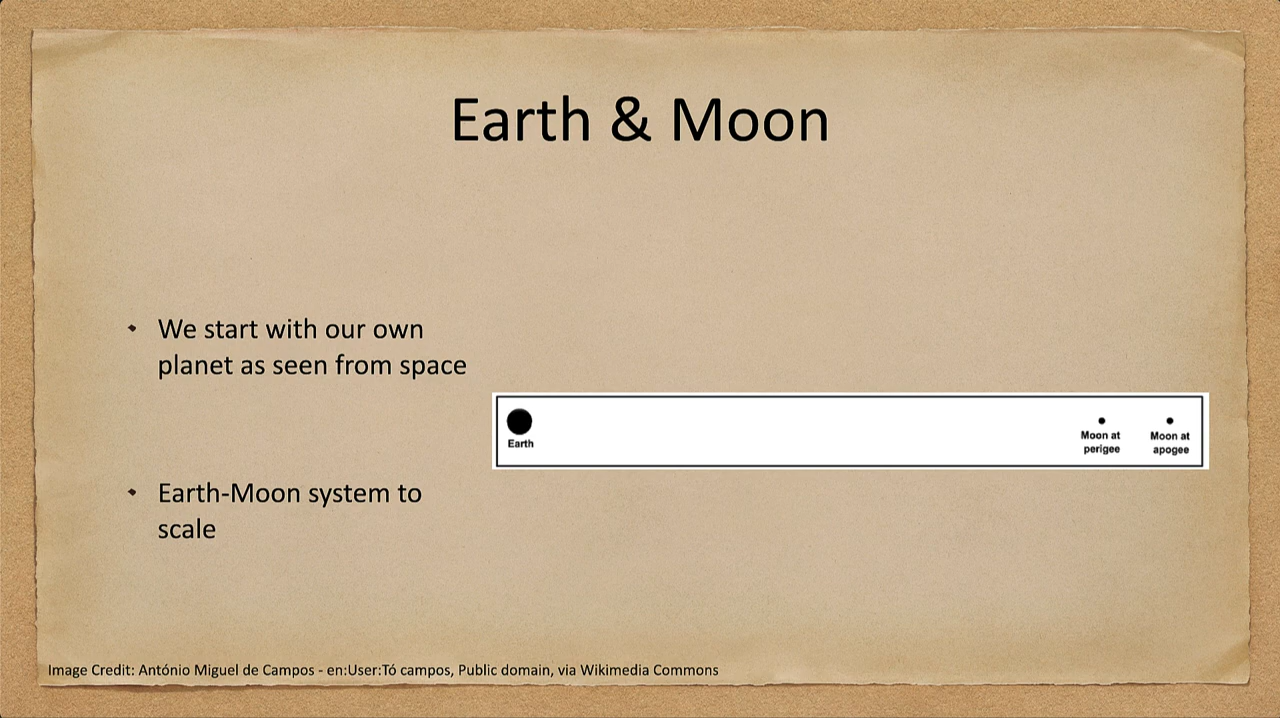 Earth & Moon
We start with our own
planet as seen from space
Earth
Moon at
perigee
Moon at
apogee
Earth-Moon system to
scale
Image Credit: António Miguel de Campos - en:User:Tó campos, Public domain, via Wikimedia Commons